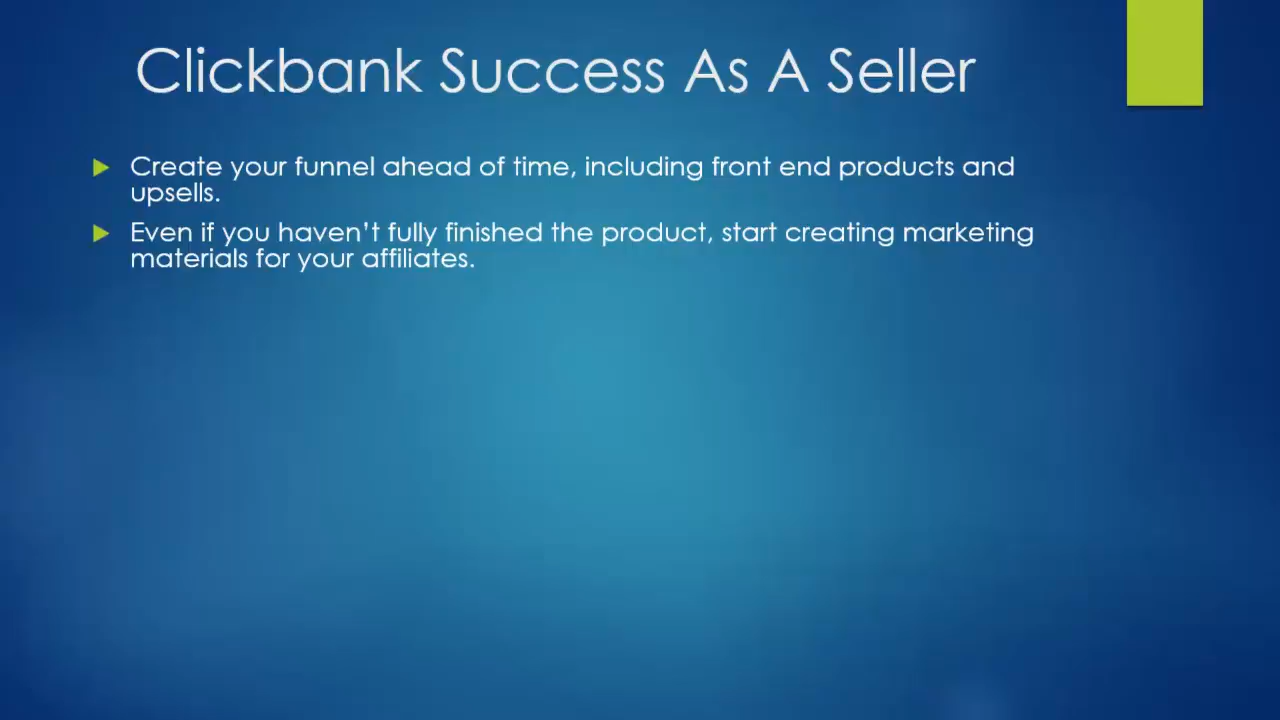 Clickbank Success As A Seller
Create your funnel ahead of time, including front end products and
upsells.
Even if you haven’t fully finished the product, start creating marketing
materials for your affiliates.